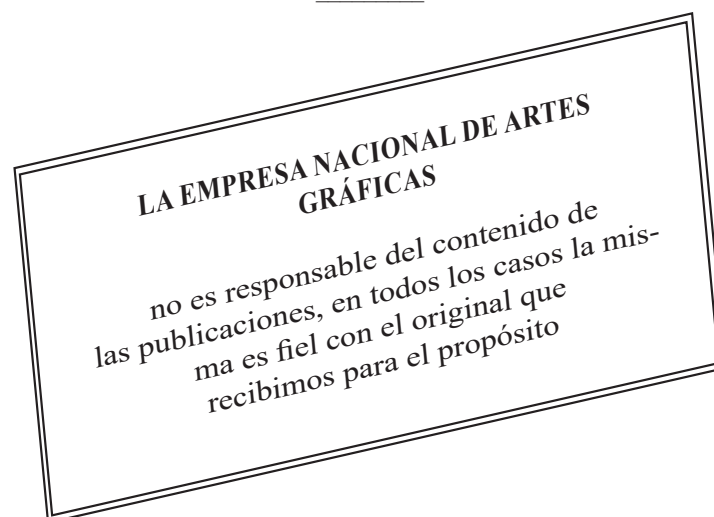 LA EMPRESA NACIONAL DE ARTES
GRÁFICAS
no es responsable del contenido de
las publicaciones, en todos los casos la mis-
ma es fiel con el original que
recibimos para el propósito